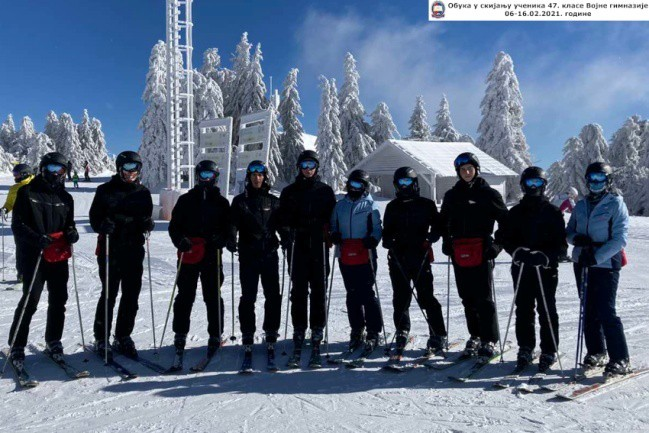 Обука у скијању ученика 47. класе Војне гимназије
06-16.02.2021. године